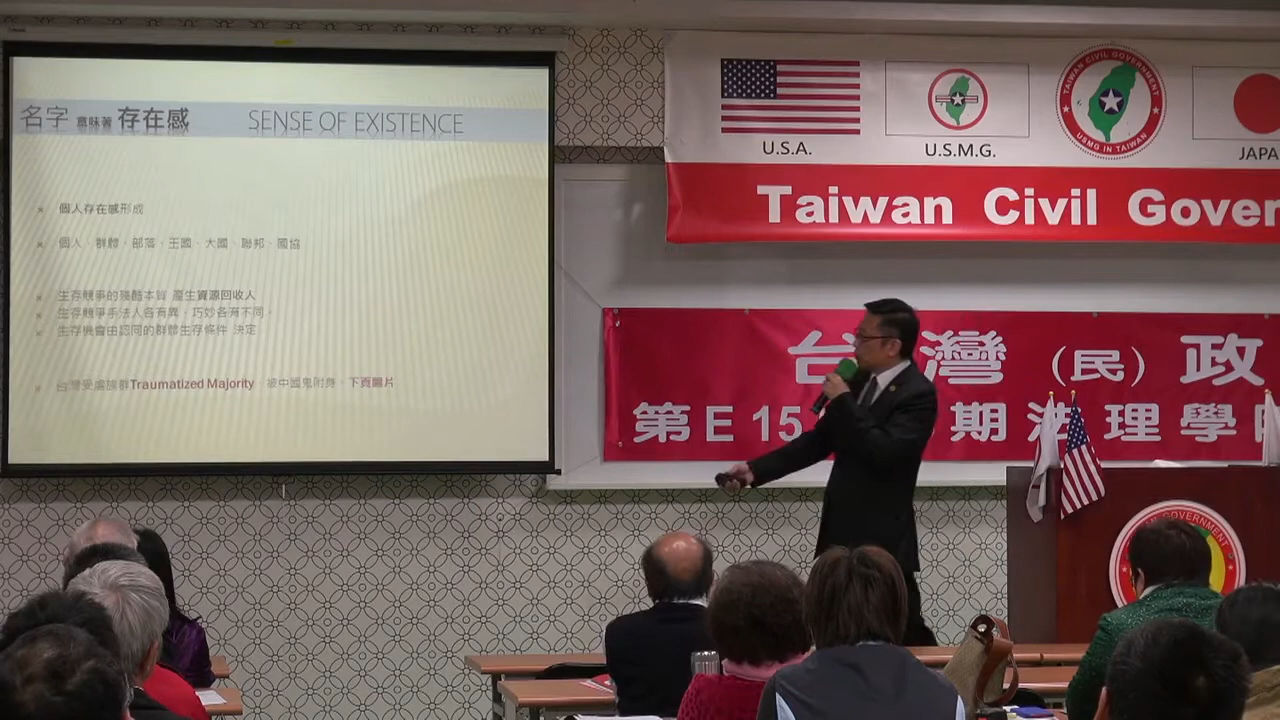 名字 意味著 存在感 SENSE OF EXISTENCE
個人存在感形成
個人、群體、部落、王國、大國、聯邦、國協
生存競爭的殘酷本質 產生資源回收人
生存競爭手法人各有異、巧妙各有不同。
生存機會由認同的群體生存條件 決定
台灣受虐族群Traumatized Majority、被中國鬼附身、下頁圖片
U.S.A.
U.S.M.G.
TAIWAN CIVIL GOVERNMENT
USMG IN TAIWAN
JAPA
Taiwan Civil Gover
台灣(民)政
第E15 期法理學院
GOVERNMENT